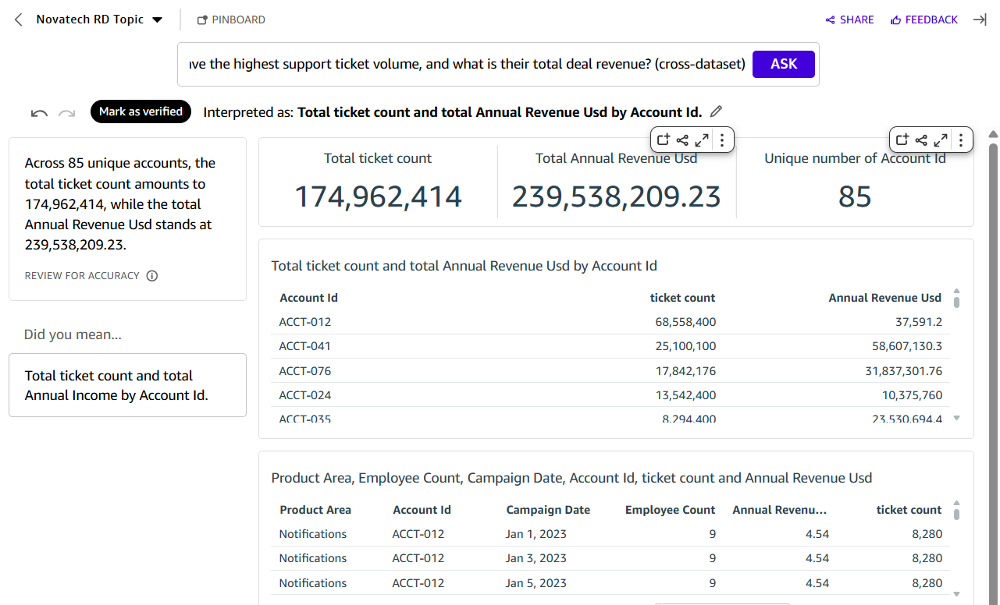 Novatech RD Topic
PINBOARD
SHARE
FEEDBACK
the highest support ticket volume, and what is their total deal revenue? (cross-dataset)
ASK
Mark as verified
Interpreted as: Total ticket count and total Annual Revenue Usd by Account Id.
Across 85 unique accounts, the
total ticket count amounts to
174,962,414, while the total
Annual Revenue Usd stands at
239,538,209.23.
REVIEW FOR ACCURACY
Did you mean...
Total ticket count and total
Annual Income by Account Id.
Total ticket count
Total Annual Revenue Usd
Unique number of Account Id
174,962,414
239,538,209.23
85
Total ticket count and total Annual Revenue Usd by Account Id
Account Id ticket count Annual Revenue Usd
ACCT-012 68,558,400 37,591.2
ACCT-041 25,100,100 58,607,130.3
ACCT-076 17,842,176 31,837,301.76
ACCT-024 13,542,400 10,375,760
ACCT-035 8,294,400 23,530,694.4
Product Area, Employee Count, Campaign Date, Account Id, ticket count and Annual Revenue Usd
Product Area Account Id Campaign Date Employee Count Annual Revenu... ticket count
Notifications ACCT-012 Jan 1, 2023 9 4.54 8,280
Notifications ACCT-012 Jan 3, 2023 9 4.54 8,280
Notifications ACCT-012 Jan 5, 2023 9 4.54 8,280